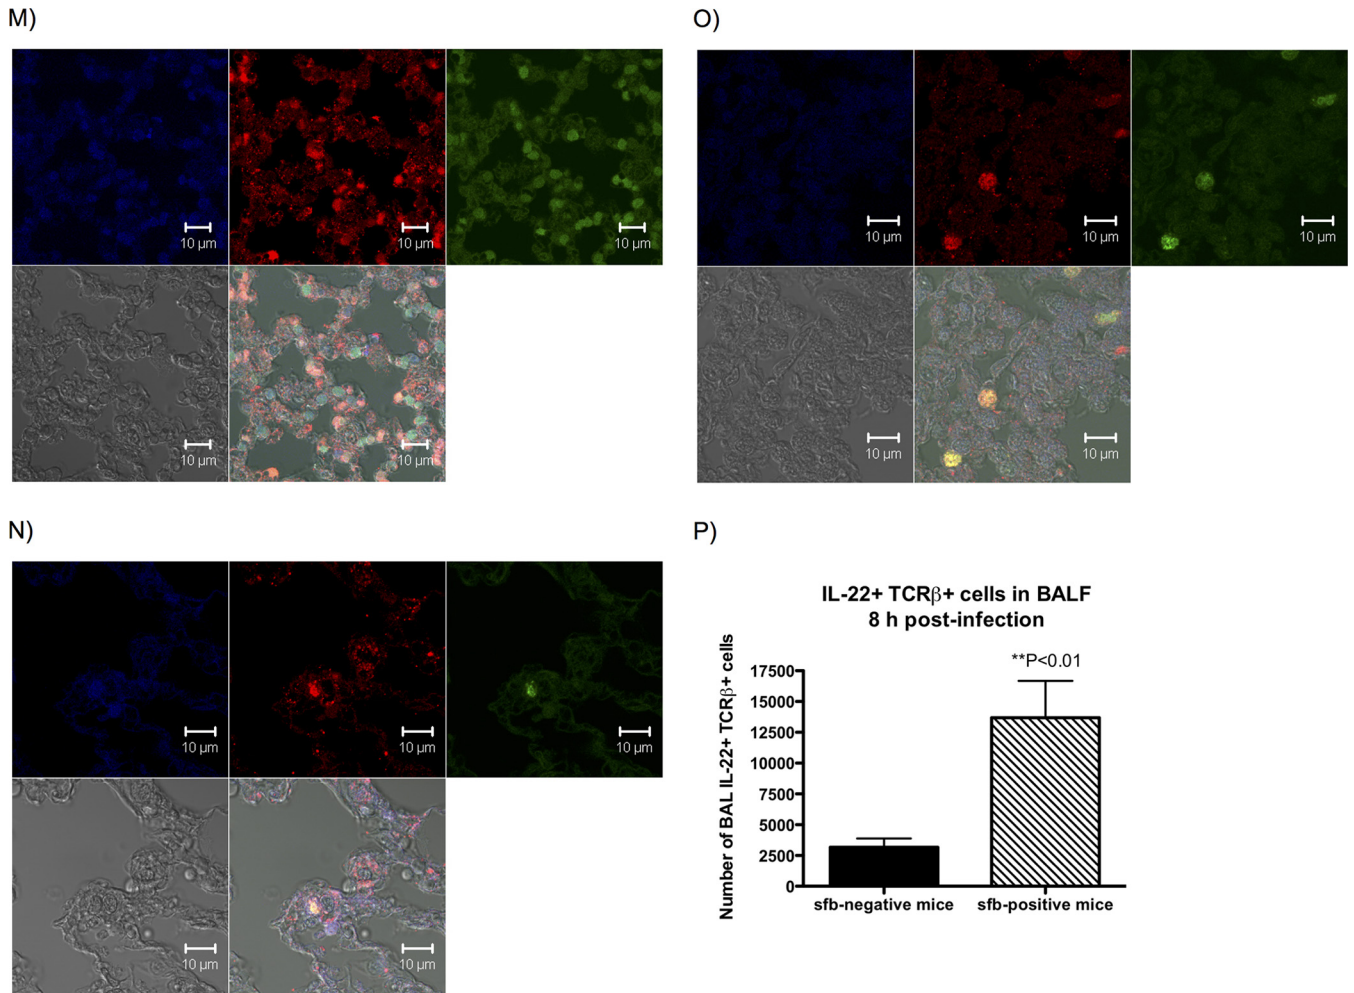 M)
10 μm
10 μm
10 μm
10 μm
10 μm
O)
10 μm
10 μm
10 μm
10 μm
10 μm
N)
10 μm
10 μm
10 μm
10 μm
10 μm
P)
IL-22+ TCRβ+ cells in BALF
8 h post-infection
Number of BAL IL-22+ TCRβ+ cells
**P<0.01
17500
15000
12500
10000
7500
5000
2500
0
sfb-negative mice
sfb-positive mice